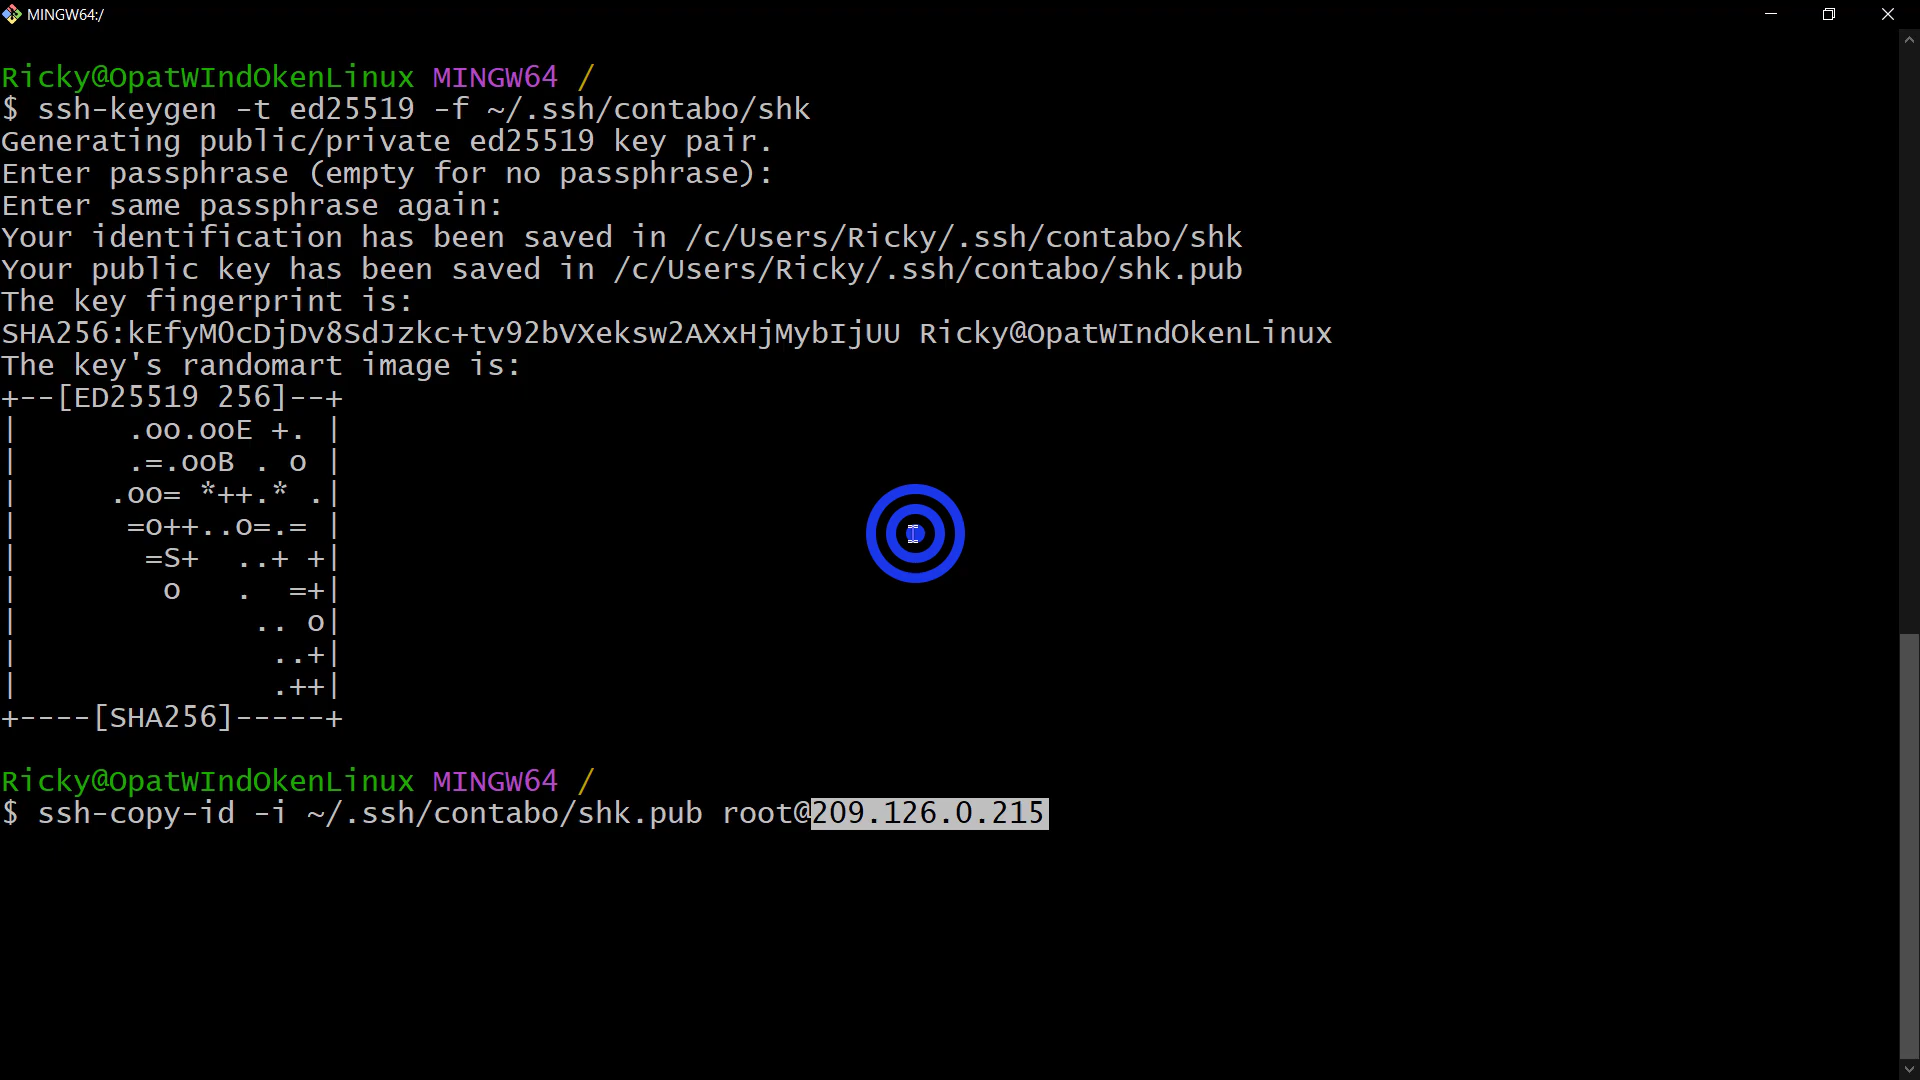 MINGW64:/
Ricky@OpatWIndOkenLinux MINGW64 /
$ ssh-keygen -t ed25519 -f ~/.ssh/contabo/shk
Generating public/private ed25519 key pair.
Enter passphrase (empty for no passphrase):
Enter same passphrase again:
Your identification has been saved in /c/Users/Ricky/.ssh/contabo/shk
Your public key has been saved in /c/Users/Ricky/.ssh/contabo/shk.pub
The key fingerprint is:
SHA256:kEfyMOcDjDv8SdJzkc+tv92bVXeksw2AXxHjMybIjUU Ricky@OpatWIndOkenLinux
The key's randomart image is:
+--[ED25519 256]--+
|      .oo.ooE +. |
|      .=.ooB . o |
|     .oo= *++.* .|
|      =o++..o=.= |
|       =S+  ..+ +|
|        o   .  =+|
|             .. o|
|              ..+|
|              .++|
+----[SHA256]-----+
Ricky@OpatWIndOkenLinux MINGW64 /
$ ssh-copy-id -i ~/.ssh/contabo/shk.pub root@209.126.0.215